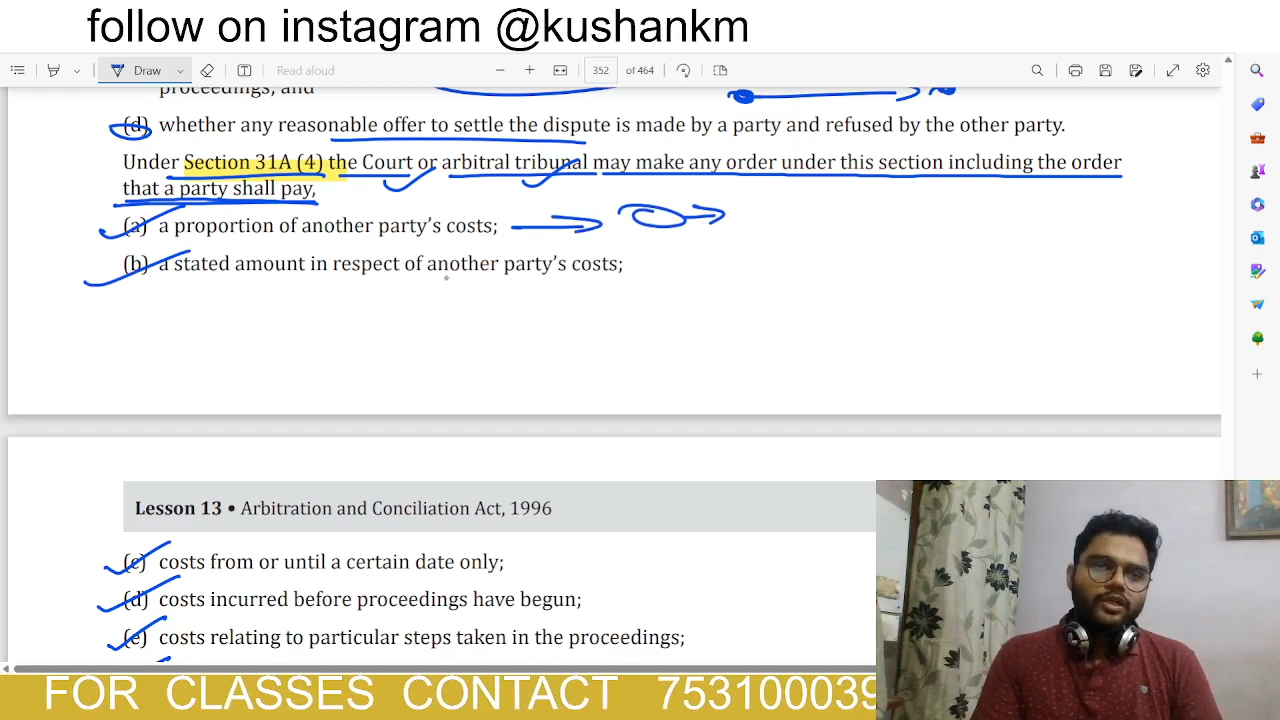 follow on instagram @kushankm
Draw
Read aloud
352 of 464
proceedings; and
(d) whether any reasonable offer to settle the dispute is made by a party and refused by the other party.
Under Section 31A (4) the Court or arbitral tribunal may make any order under this section including the order
that a party shall pay,
(a) a proportion of another party’s costs;
(b) a stated amount in respect of another party’s costs;
Lesson 13 • Arbitration and Conciliation Act, 1996
(c) costs from or until a certain date only;
(d) costs incurred before proceedings have begun;
(e) costs relating to particular steps taken in the proceedings;
FOR CLASSES CONTACT 753100039